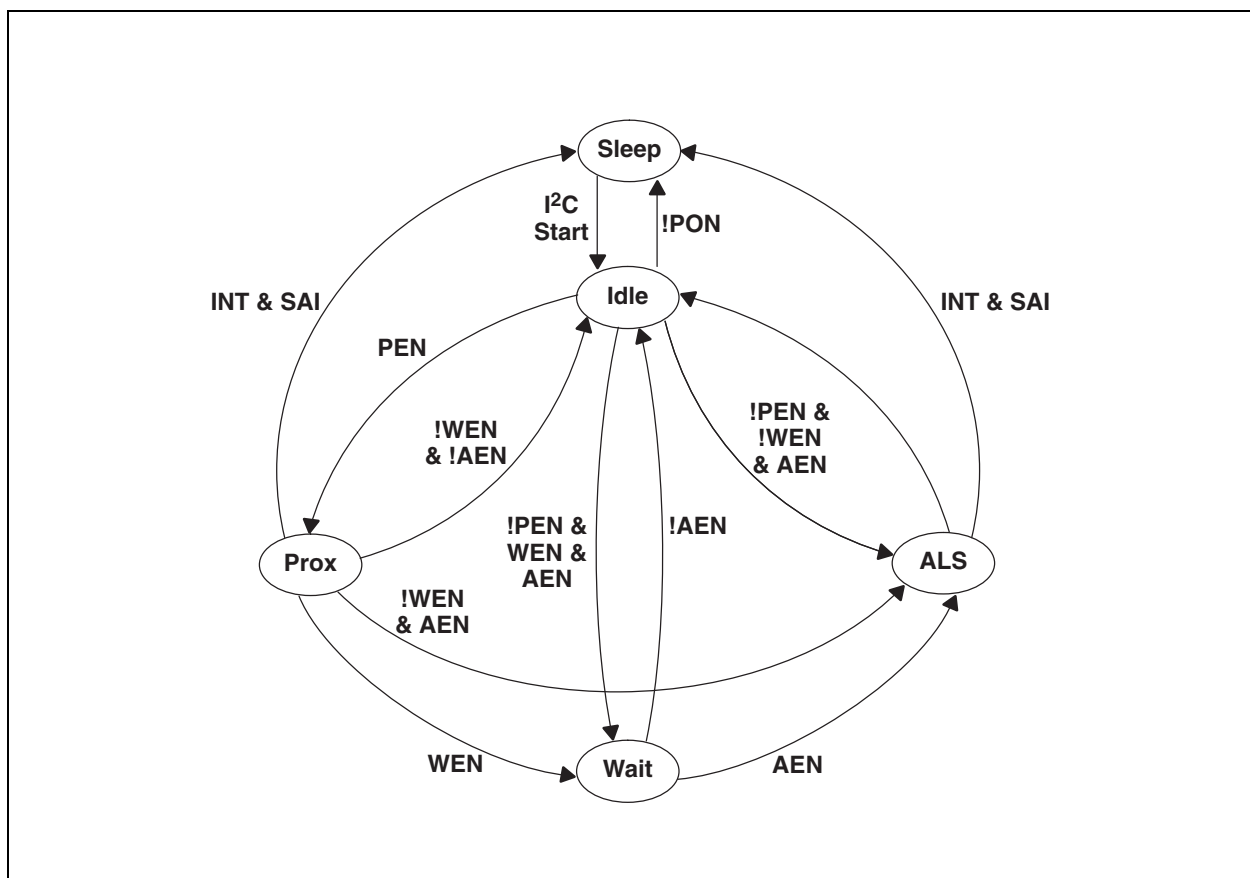 Sleep
I²C
Start
!PON
Idle
INT & SAI
INT & SAI
PEN
!WEN
& !AEN
!PEN &
!WEN
& AEN
!PEN &
WEN &
AEN
!AEN
Prox
ALS
!WEN
& AEN
WEN
Wait
AEN